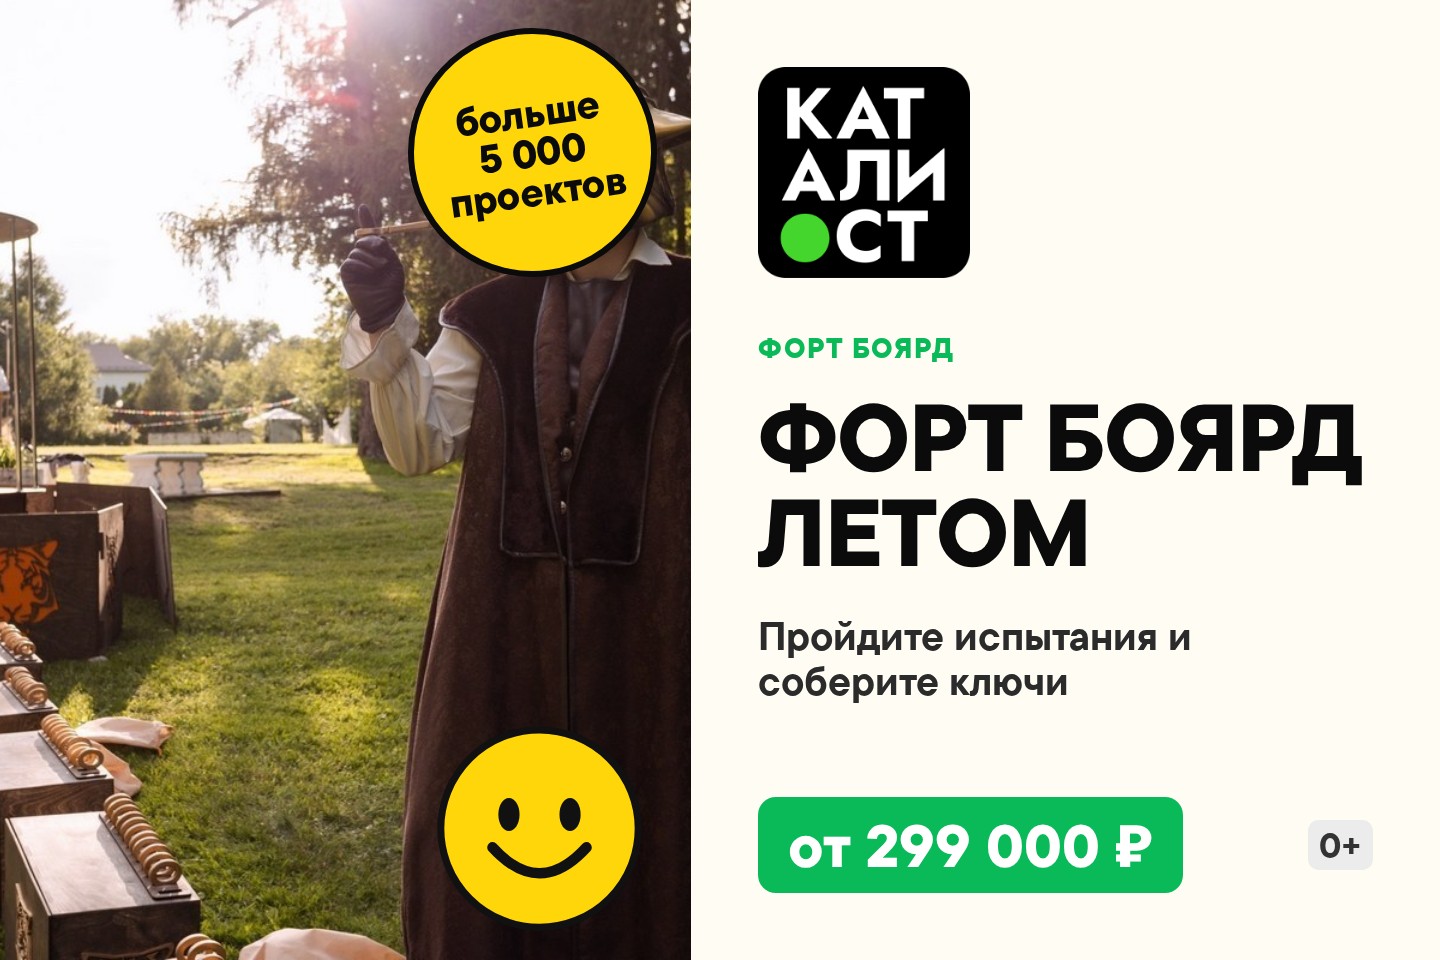 больше
5 000
проектов
КАТ
АЛИ
СТ
ФОРТ БОЯРД
ФОРТ БОЯРД
ЛЕТОМ
Пройдите испытания и
соберите ключи
от 299 000 ₽
0+